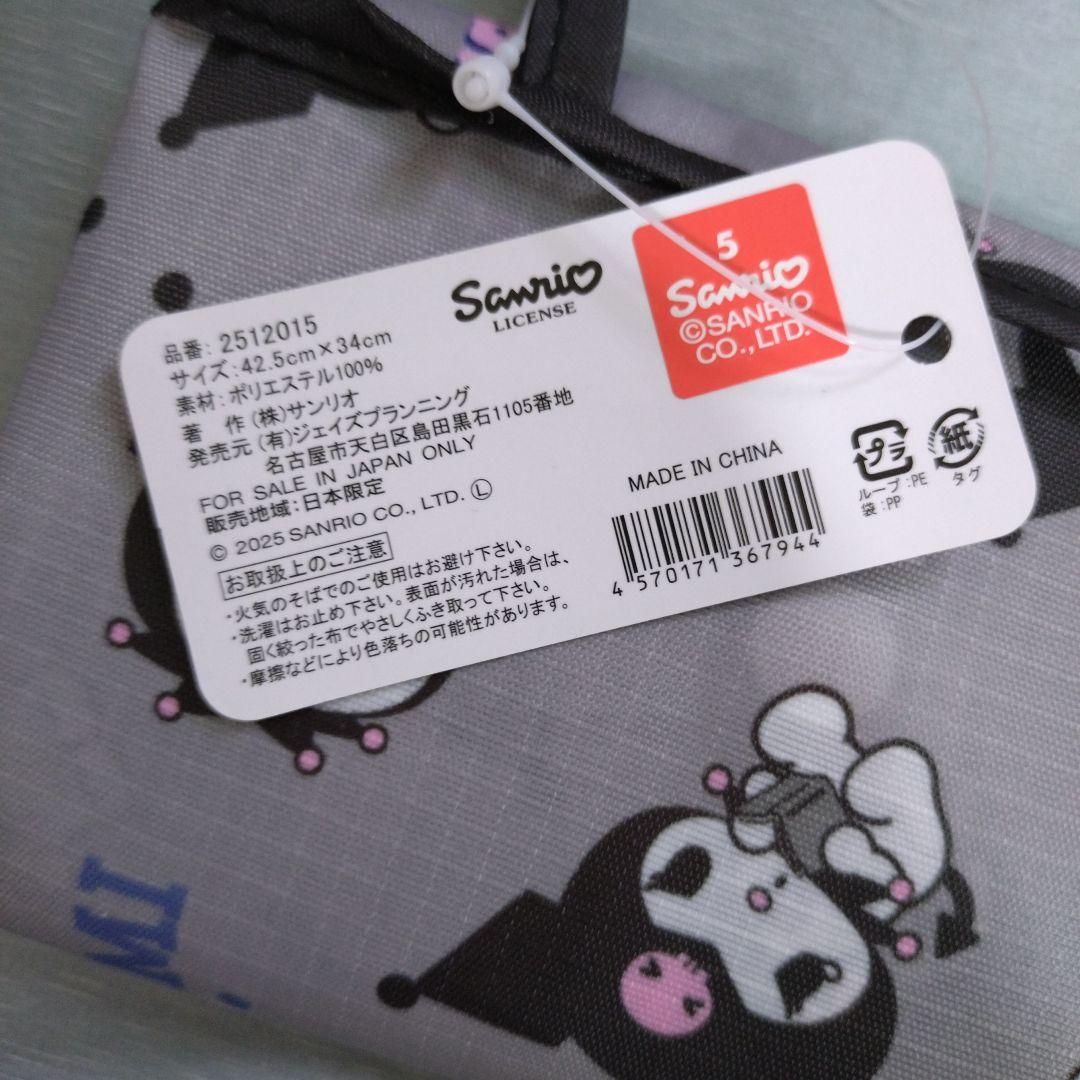 Sanrio
LICENSE
5
Sanrio
©SANRIO
CO., LTD.
品番: 2512015
サイズ: 42.5cm×34cm
素材: ポリエステル100%
著 作 (株)サンリオ
発売元 (有)ジェイズプランニング
名古屋市天白区島田黒石1105番地
FOR SALE IN JAPAN ONLY
販売地域: 日本限定
© 2025 SANRIO CO., LTD. Ⓛ
お取扱上のご注意
・火気のそばでのご使用はお避け下さい。
・洗濯はお止め下さい。表面が汚れた場合は、
固く絞った布でやさしくふき取って下さい。
・摩擦などにより色落ちの可能性があります。
MADE IN CHINA
4 570171 367944
プラ
ループ:PE
袋:PP
紙
タグ
MI